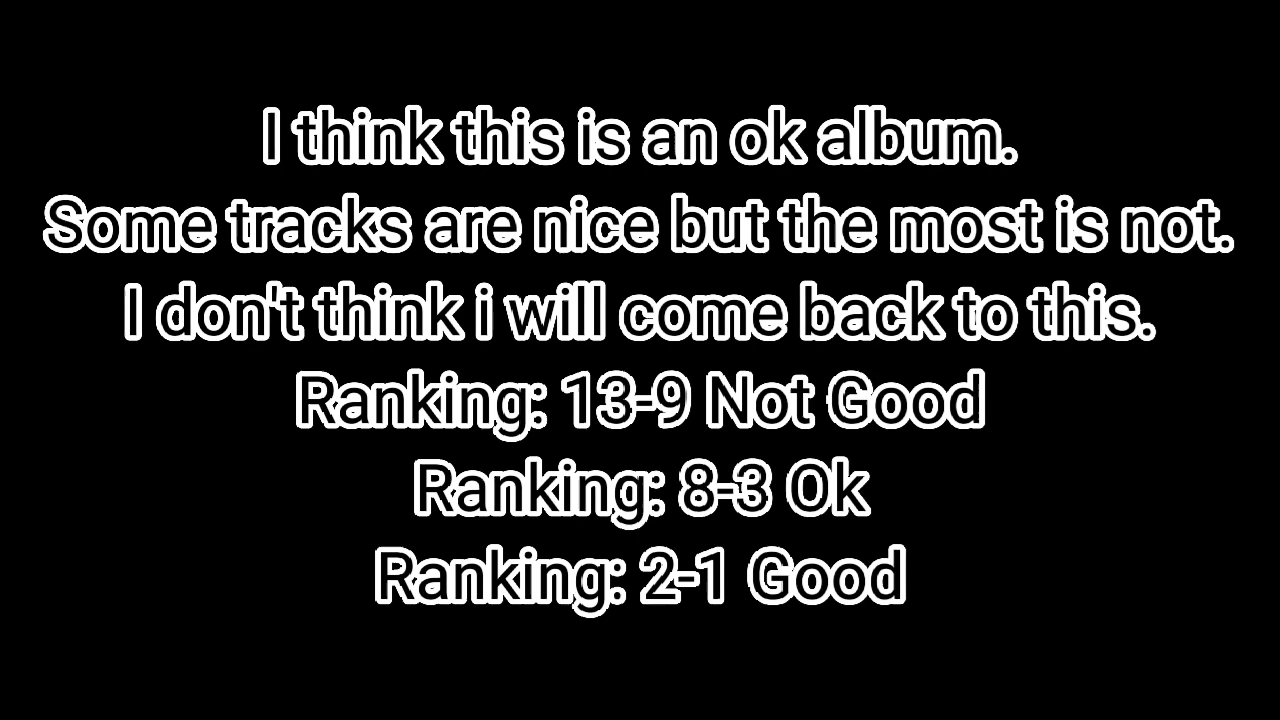 I think this is an ok album.
Some tracks are nice but the most is not.
I don't think i will come back to this.
Ranking: 13-9 Not Good
Ranking: 8-3 Ok
Ranking: 2-1 Good